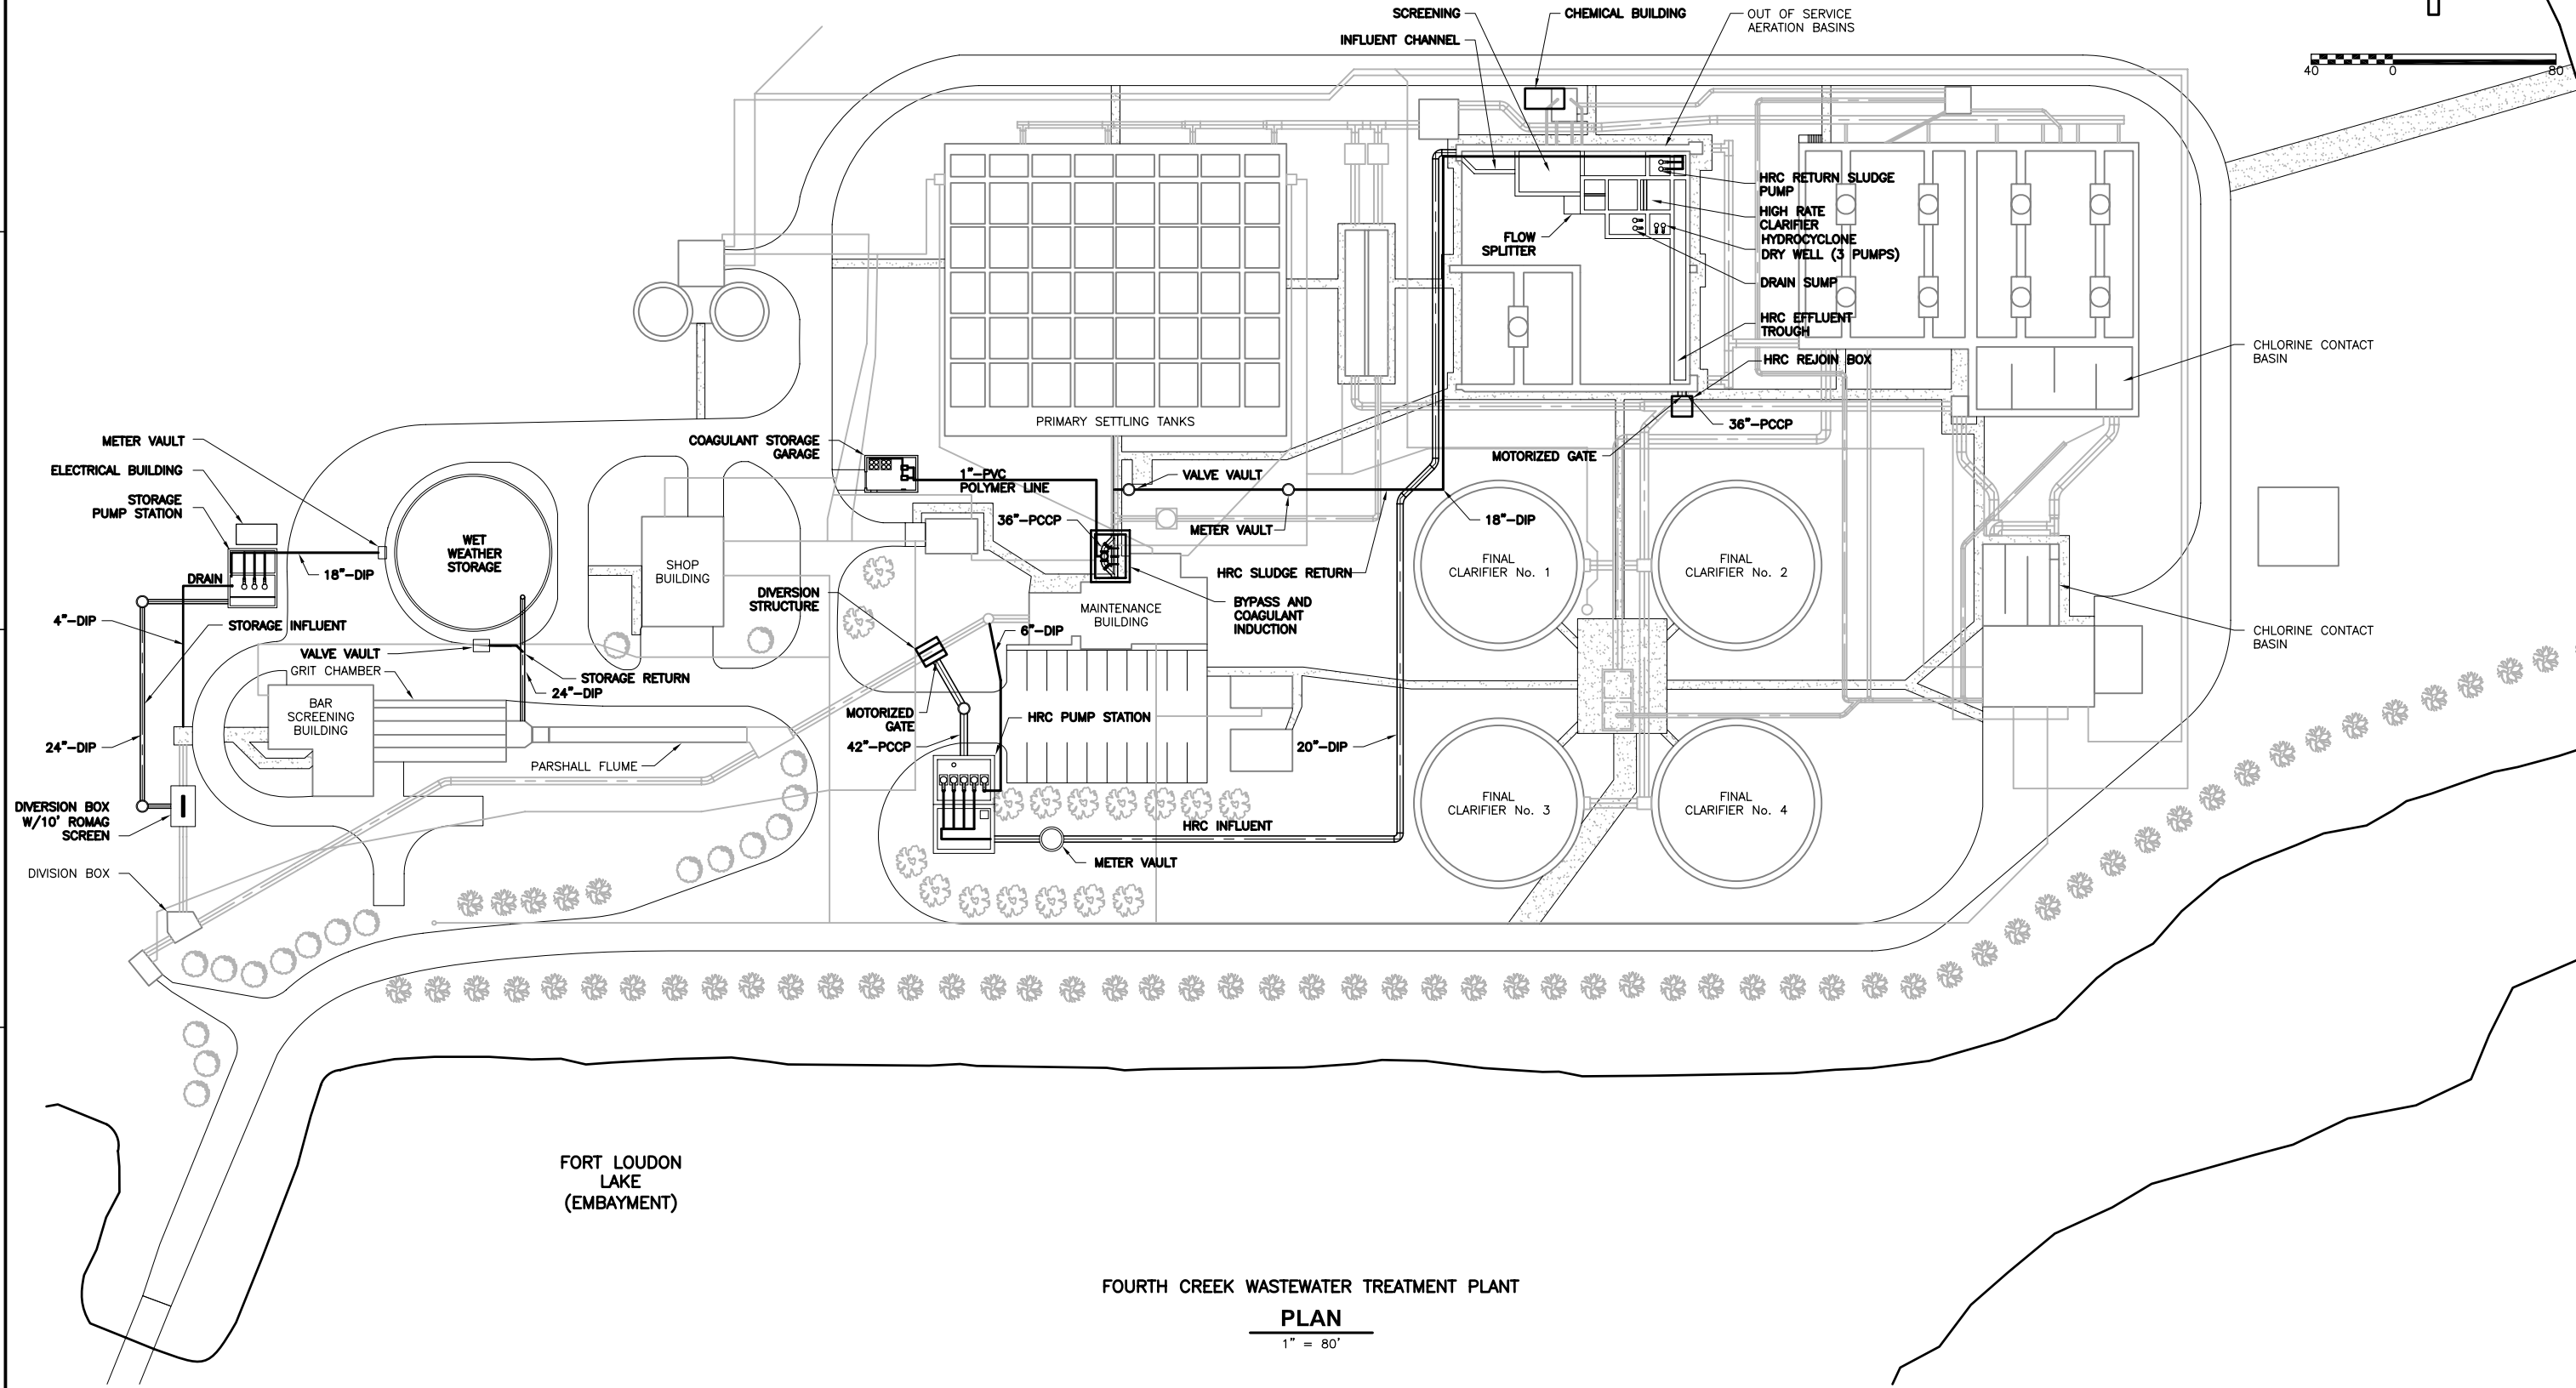 SCREENING
CHEMICAL BUILDING
OUT OF SERVICE
AERATION BASINS
INFLUENT CHANNEL
40
0
80
HRC RETURN SLUDGE
PUMP
HIGH RATE
CLARIFIER
HYDROCYCLONE
DRY WELL (3 PUMPS)
FLOW
SPLITTER
DRAIN SUMP
HRC EFFLUENT
TROUGH
HRC REJOIN BOX
CHLORINE CONTACT
BASIN
PRIMARY SETTLING TANKS
36"-PCCP
MOTORIZED GATE
METER VAULT
ELECTRICAL BUILDING
STORAGE
PUMP STATION
COAGULANT STORAGE
GARAGE
1"-PVC
POLYMER LINE
VALVE VAULT
36"-PCCP
METER VAULT
18"-DIP
WET
WEATHER
STORAGE
18"-DIP
DRAIN
SHOP
BUILDING
HRC SLUDGE RETURN
FINAL
CLARIFIER No. 1
FINAL
CLARIFIER No. 2
DIVERSION
STRUCTURE
MAINTENANCE
BUILDING
BYPASS AND
COAGULANT
INDUCTION
4"-DIP
STORAGE INFLUENT
6"-DIP
CHLORINE CONTACT
BASIN
VALVE VAULT
GRIT CHAMBER
STORAGE RETURN
24"-DIP
BAR
SCREENING
BUILDING
MOTORIZED
GATE
HRC PUMP STATION
24"-DIP
42"-PCCP
20"-DIP
PARSHALL FLUME
DIVERSION BOX
W/10' ROMAG
SCREEN
HRC INFLUENT
FINAL
CLARIFIER No. 3
FINAL
CLARIFIER No. 4
METER VAULT
DIVISION BOX
FORT LOUDON
LAKE
(EMBAYMENT)
FOURTH CREEK WASTEWATER TREATMENT PLANT
PLAN
1" = 80'